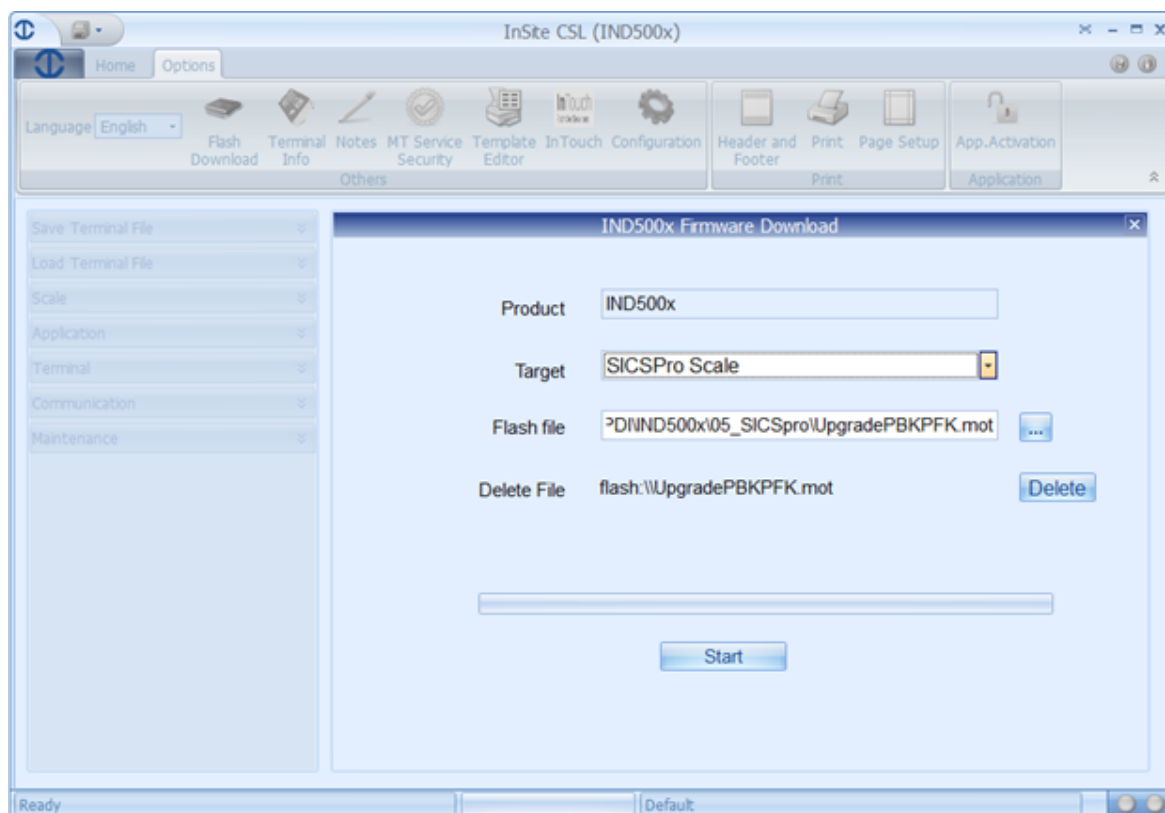 InSite CSL (IND500x)
Home Options
Language English
Flash Download
Terminal Info
Notes
MT Service Security
Template Editor
InTouch
InTouch
Configuration
Others
Header and Footer
Print
Page Setup
Print
App.Activation
Application
Save Terminal File
Load Terminal File
Scale
Application
Terminal
Communication
Maintenance
IND500x Firmware Download
Product IND500x
Target SICSPro Scale
Flash file PDI\IND500x\05_SICSpro\UpgradePBKPFK.mot ...
Delete File flash:\\UpgradePBKPFK.mot Delete
Start
Ready Default